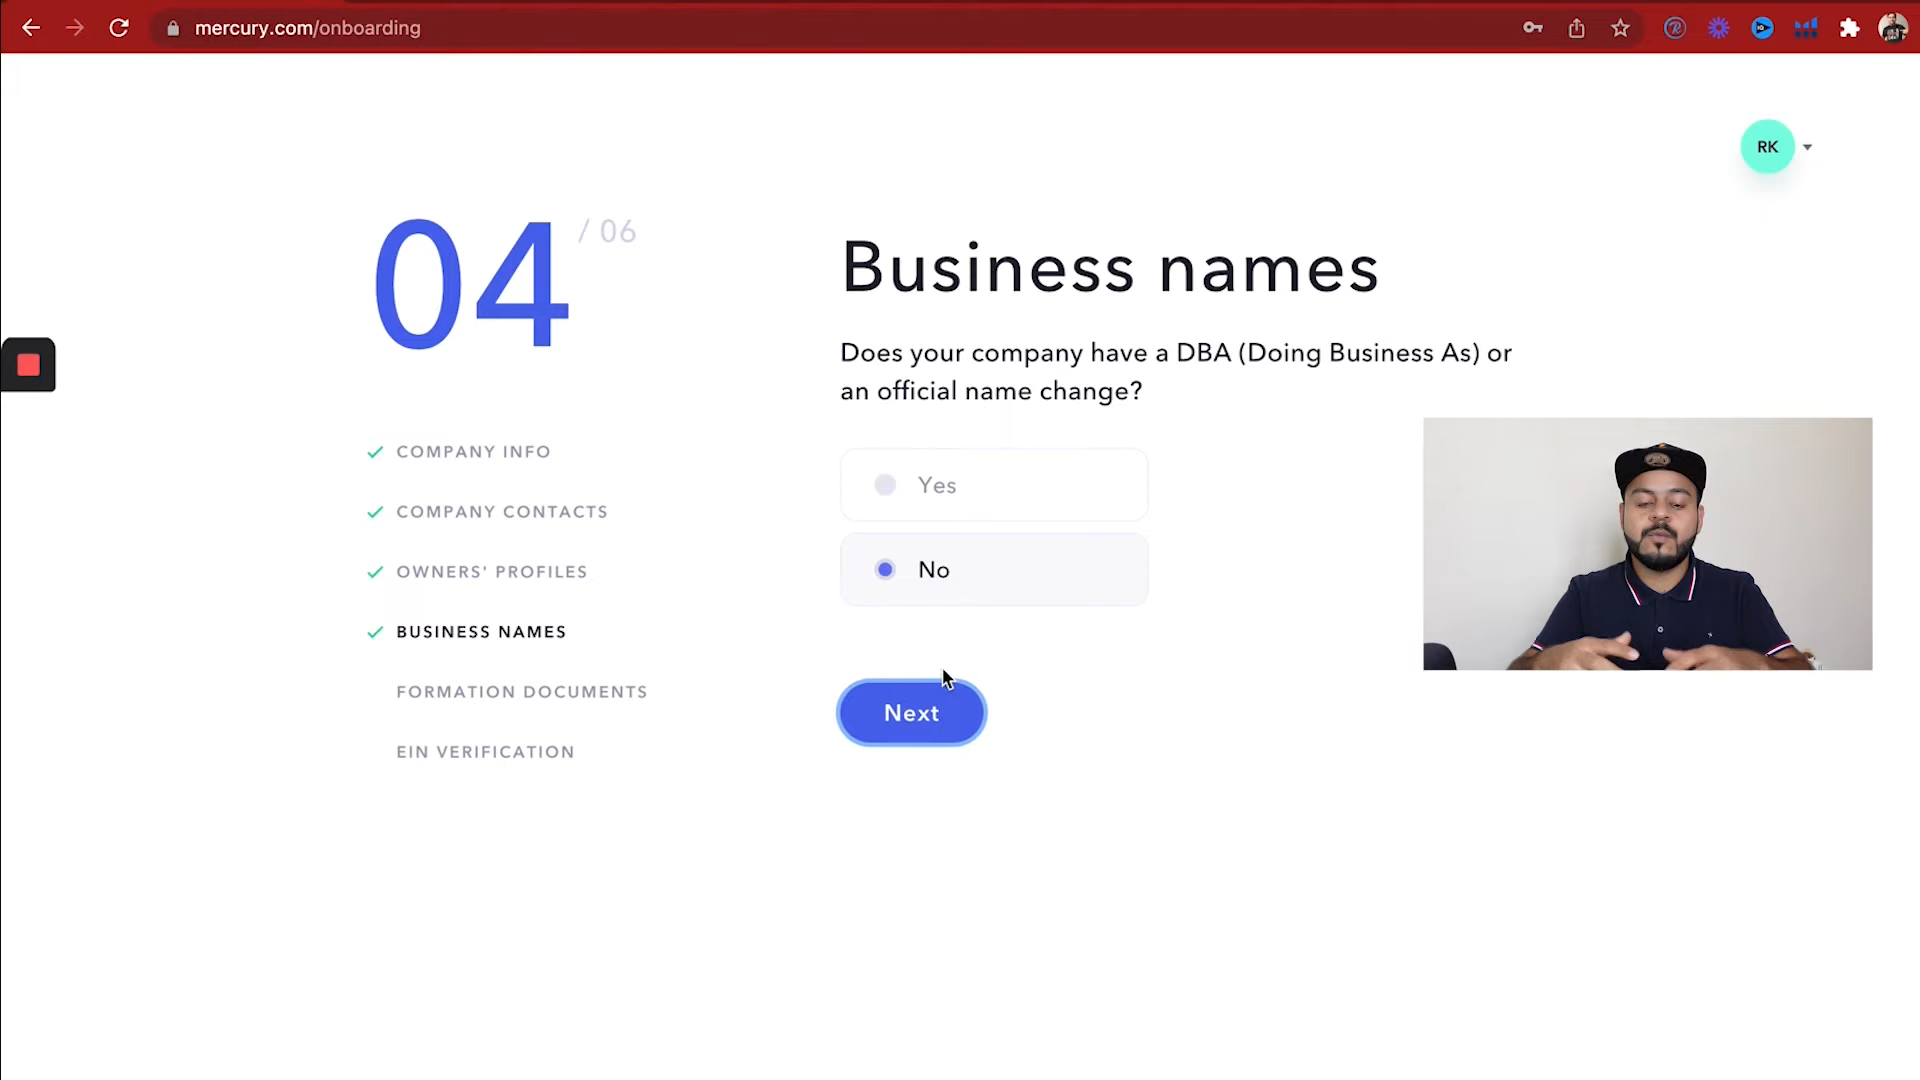 mercury.com/onboarding
RK
04 / 06
Business names
Does your company have a DBA (Doing Business As) or
an official name change?
COMPANY INFO
COMPANY CONTACTS
OWNERS' PROFILES
BUSINESS NAMES
FORMATION DOCUMENTS
EIN VERIFICATION
Yes
No
Next